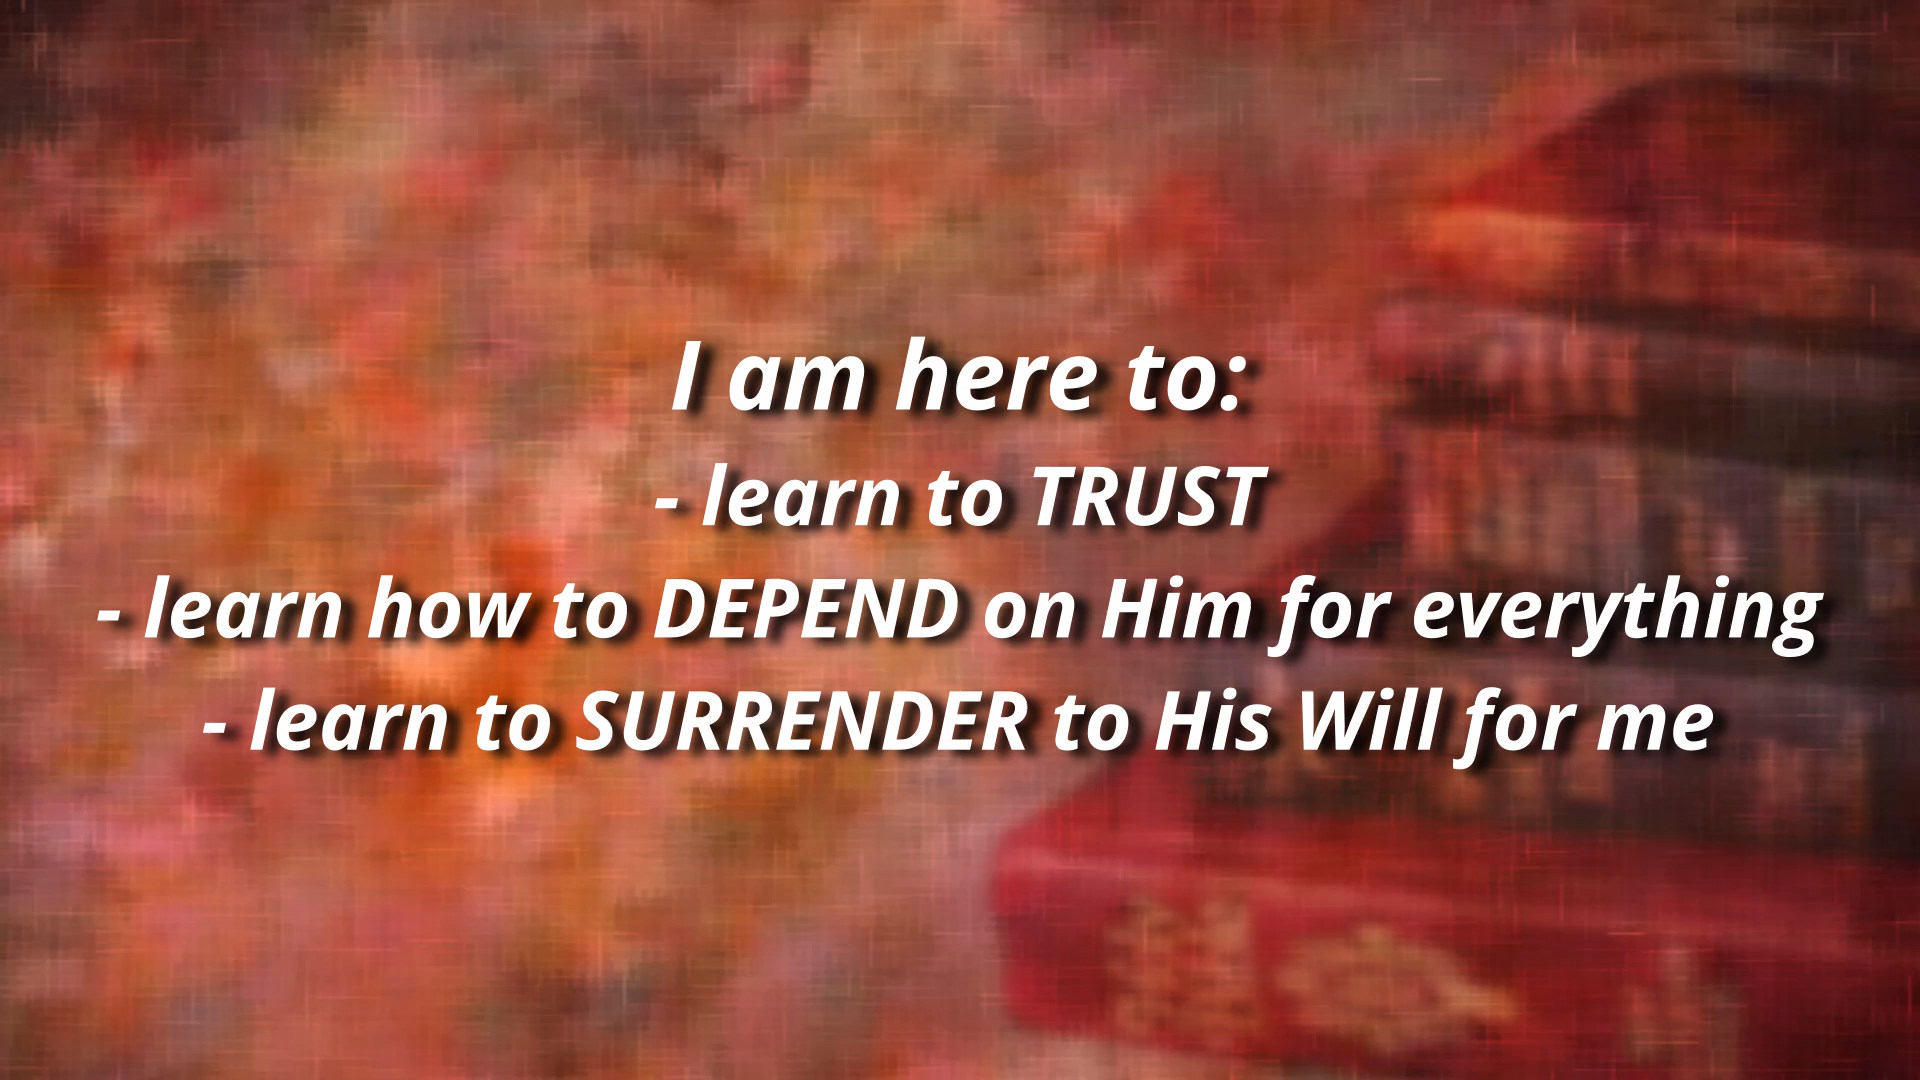 I am here to:
- learn to TRUST
- learn how to DEPEND on Him for everything
- learn to SURRENDER to His Will for me